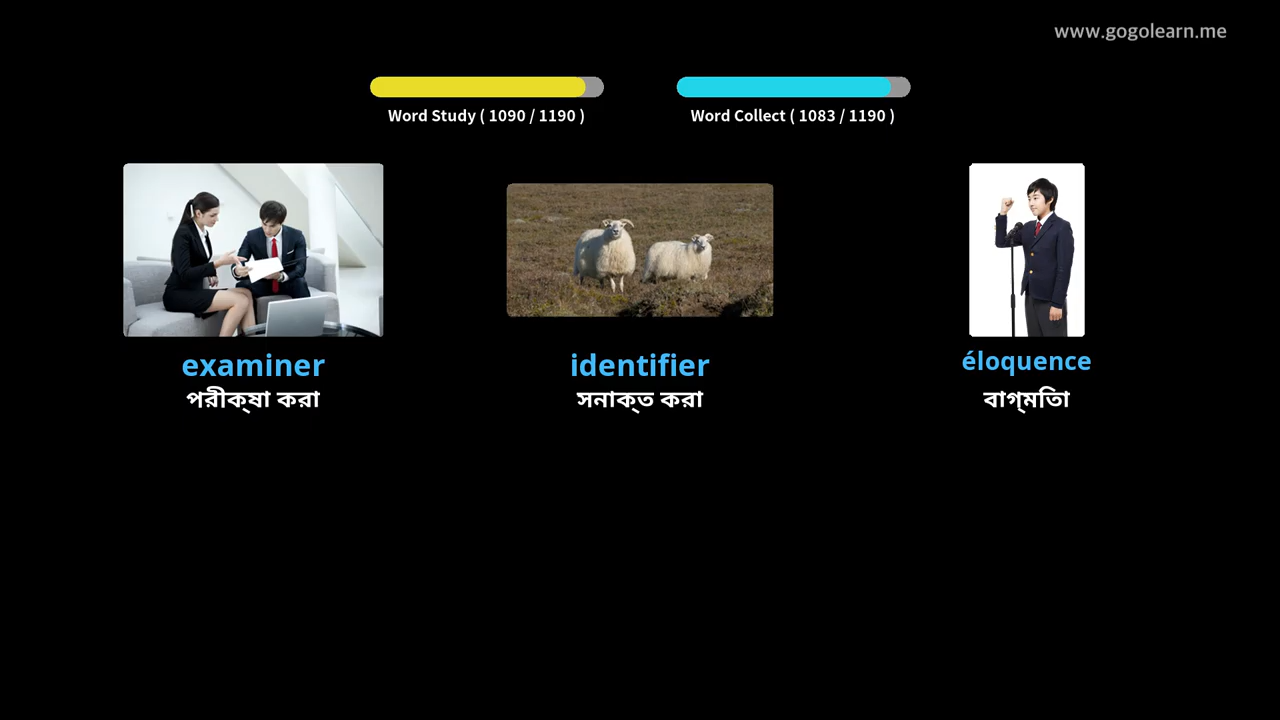 www.gogolearn.me
Word Study ( 1090 / 1190 )
Word Collect ( 1083 / 1190 )
examiner
identifier
éloquence
পরীক্ষা করা
সনাক্ত করা
বাগ্মিতা